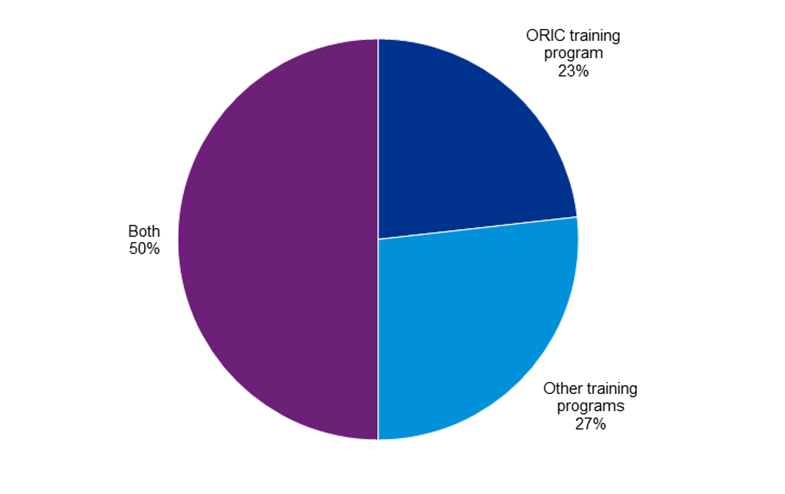 ORIC training
program
23%
Both
50%
Other training
programs
27%